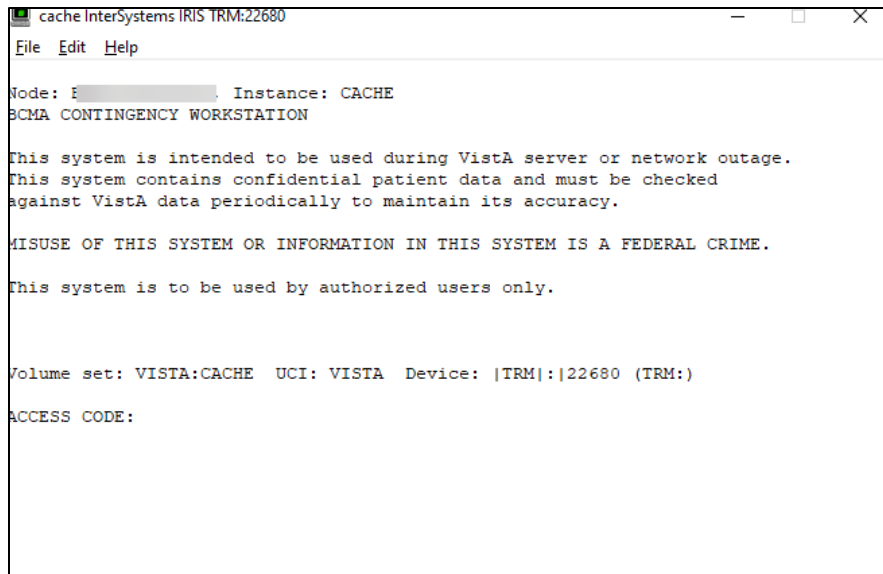 cache InterSystems IRIS TRM:22680
File Edit Help
Node: Instance: CACHE
BCMA CONTINGENCY WORKSTATION
This system is intended to be used during VistA server or network outage.
This system contains confidential patient data and must be checked
against VistA data periodically to maintain its accuracy.
MISUSE OF THIS SYSTEM OR INFORMATION IN THIS SYSTEM IS A FEDERAL CRIME.
This system is to be used by authorized users only.
Volume set: VISTA:CACHE UCI: VISTA Device: |TRM|:|22680 (TRM:)
ACCESS CODE: